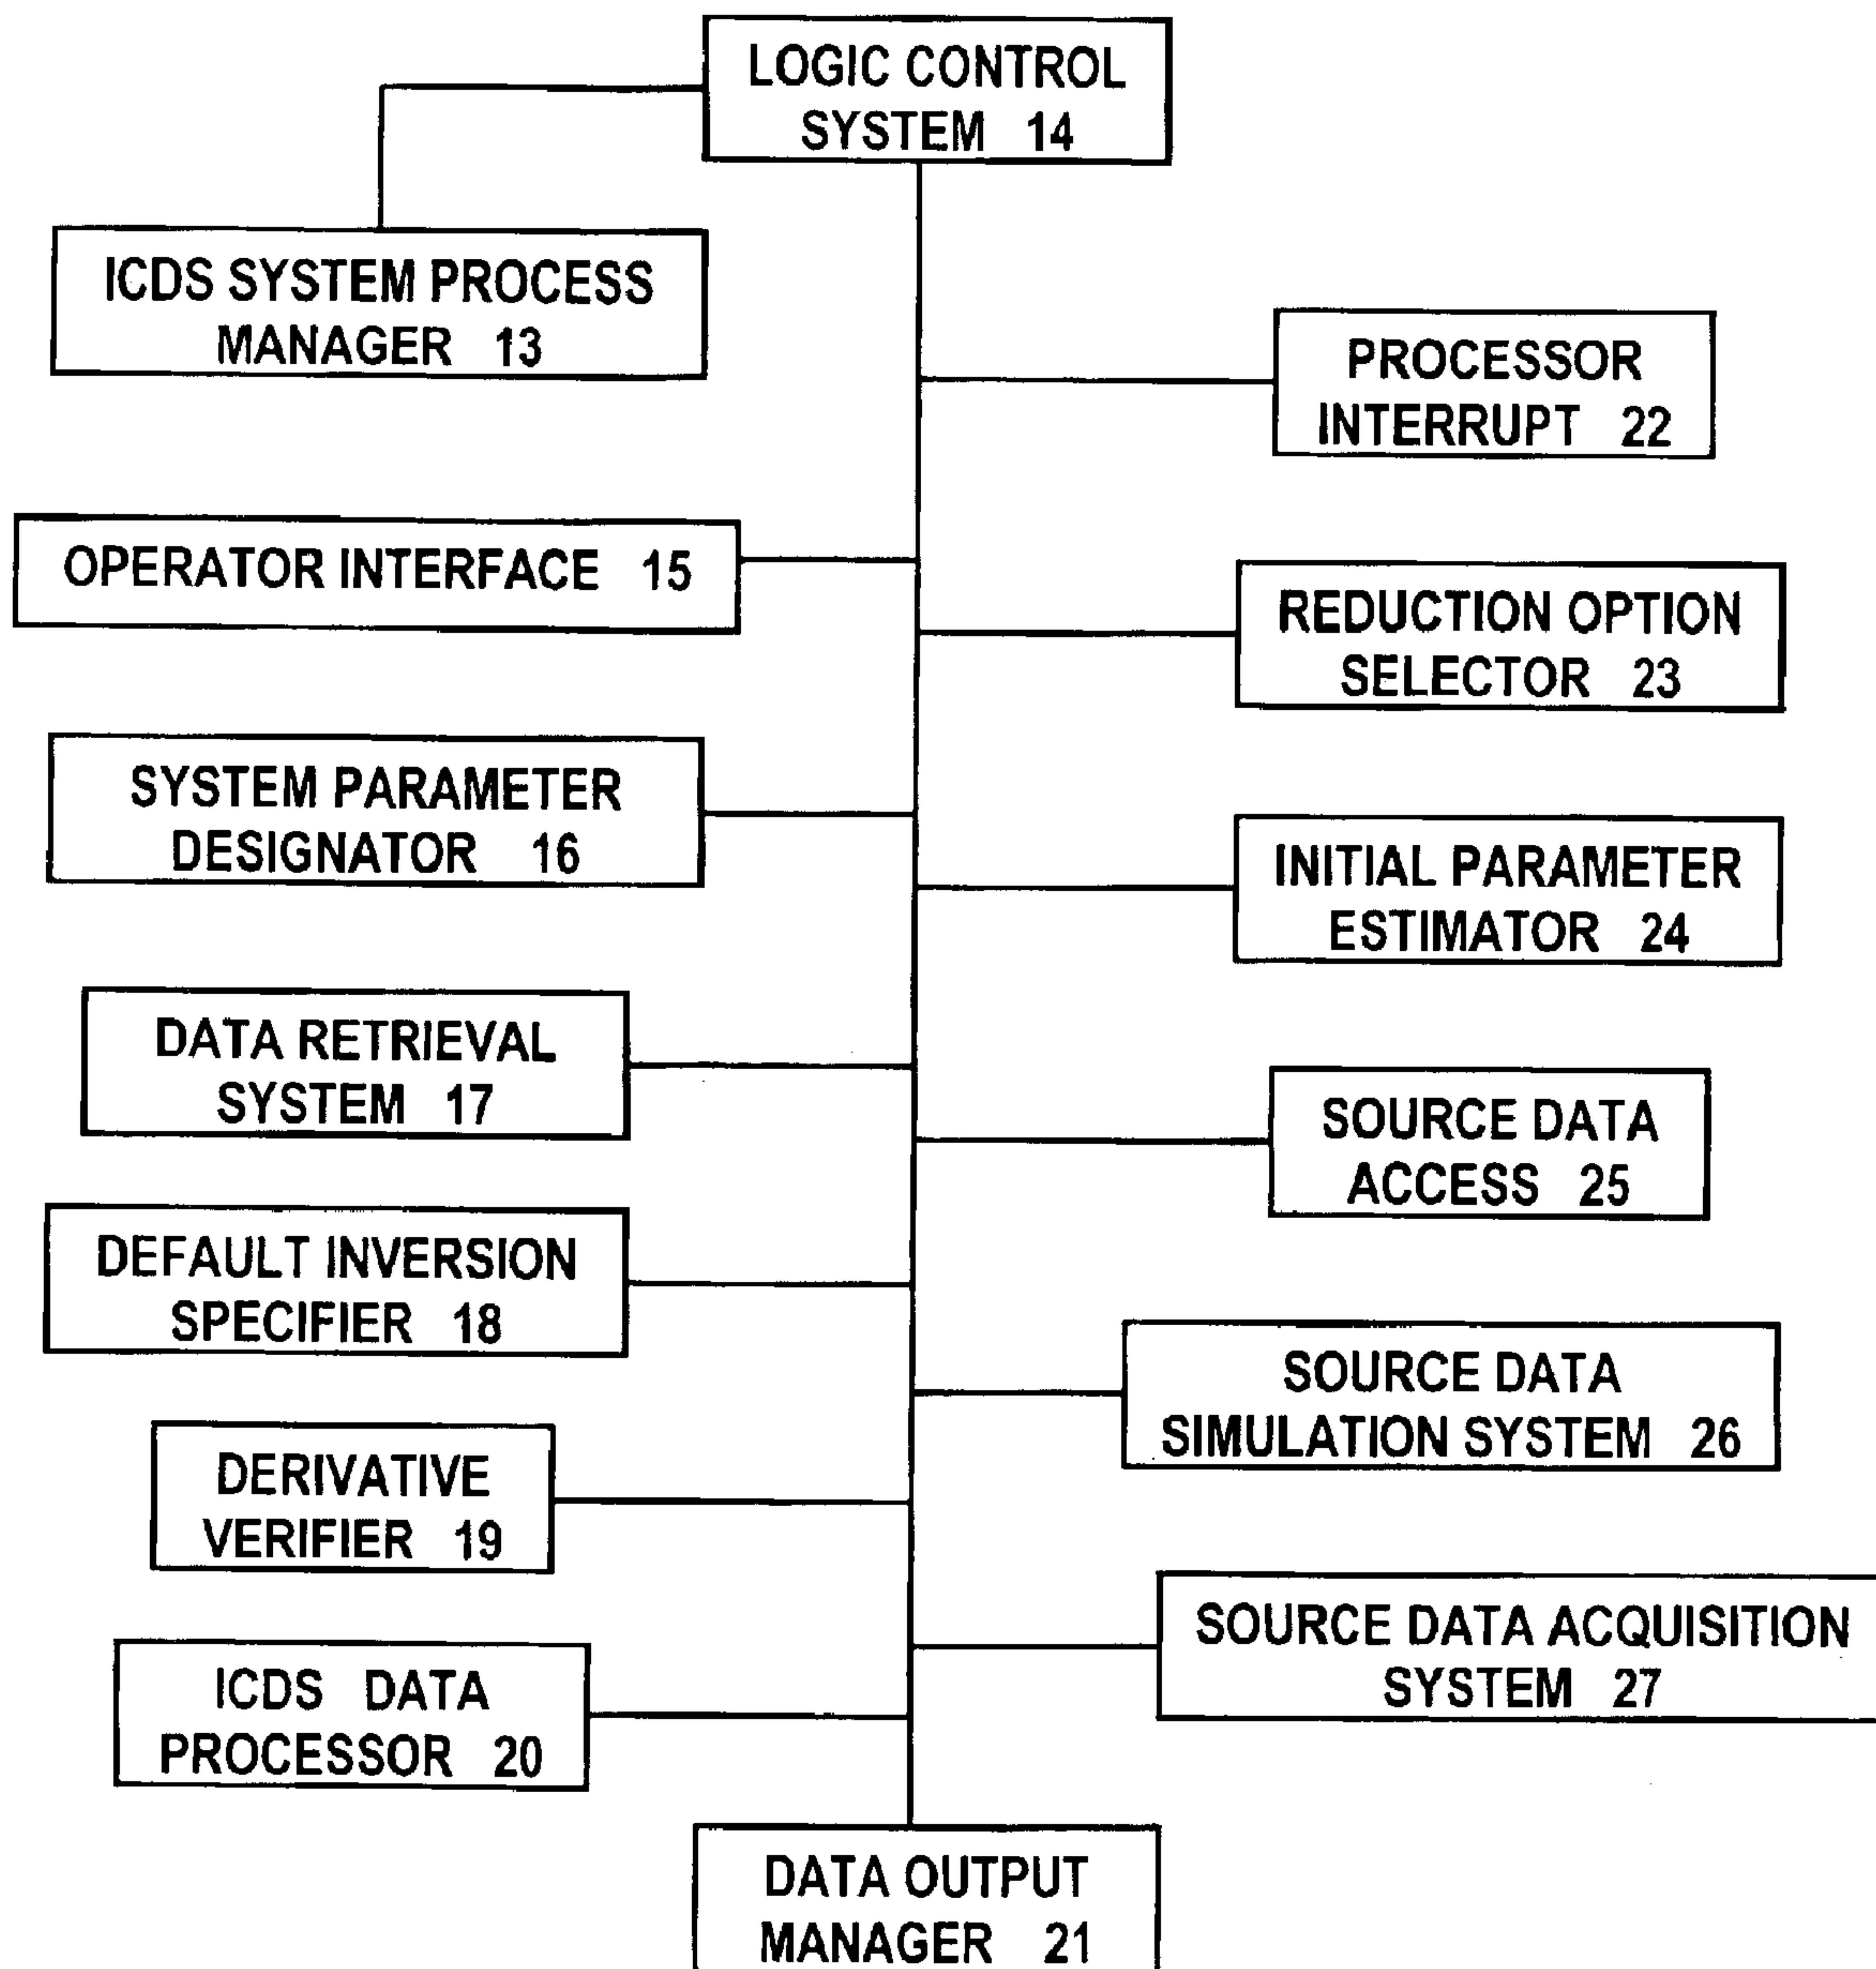 LOGIC CONTROL
SYSTEM 14
ICDS SYSTEM PROCESS
MANAGER 13
PROCESSOR
INTERRUPT 22
OPERATOR INTERFACE 15
REDUCTION OPTION
SELECTOR 23
SYSTEM PARAMETER
DESIGNATOR 16
INITIAL PARAMETER
ESTIMATOR 24
DATA RETRIEVAL
SYSTEM 17
SOURCE DATA
ACCESS 25
DEFAULT INVERSION
SPECIFIER 18
SOURCE DATA
SIMULATION SYSTEM 26
DERIVATIVE
VERIFIER 19
SOURCE DATA ACQUISITION
SYSTEM 27
ICDS DATA
PROCESSOR 20
DATA OUTPUT
MANAGER 21